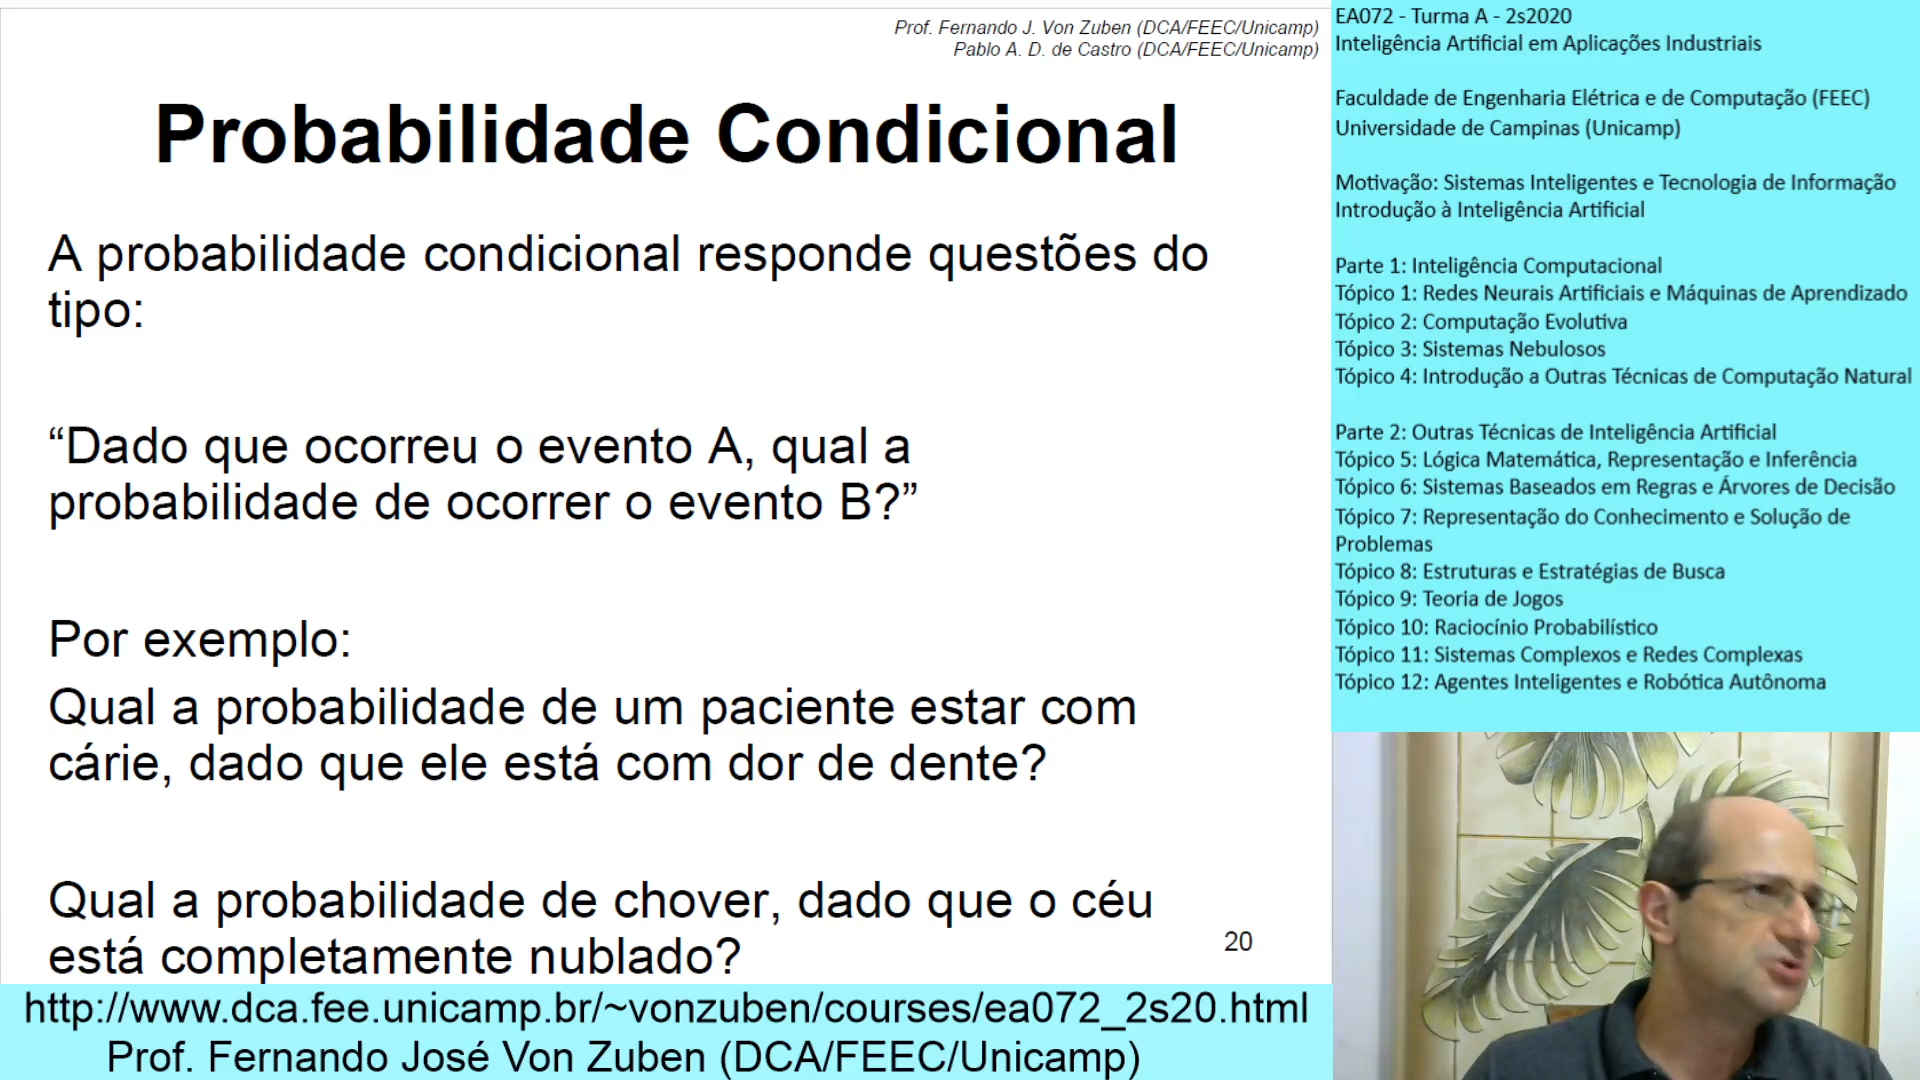 Prof. Fernando J. Von Zuben (DCA/FEEC/Unicamp)
Pablo A. D. de Castro (DCA/FEEC/Unicamp)
Probabilidade Condicional
A probabilidade condicional responde questões do
tipo:
“Dado que ocorreu o evento A, qual a
probabilidade de ocorrer o evento B?”
Por exemplo:
Qual a probabilidade de um paciente estar com
cárie, dado que ele está com dor de dente?
Qual a probabilidade de chover, dado que o céu
está completamente nublado?
20
http://www.dca.fee.unicamp.br/~vonzuben/courses/ea072_2s20.html
Prof. Fernando José Von Zuben (DCA/FEEC/Unicamp)
EA072 - Turma A - 2s2020
Inteligência Artificial em Aplicações Industriais
Faculdade de Engenharia Elétrica e de Computação (FEEC)
Universidade de Campinas (Unicamp)
Motivação: Sistemas Inteligentes e Tecnologia de Informação
Introdução à Inteligência Artificial
Parte 1: Inteligência Computacional
Tópico 1: Redes Neurais Artificiais e Máquinas de Aprendizado
Tópico 2: Computação Evolutiva
Tópico 3: Sistemas Nebulosos
Tópico 4: Introdução a Outras Técnicas de Computação Natural
Parte 2: Outras Técnicas de Inteligência Artificial
Tópico 5: Lógica Matemática, Representação e Inferência
Tópico 6: Sistemas Baseados em Regras e Árvores de Decisão
Tópico 7: Representação do Conhecimento e Solução de
Problemas
Tópico 8: Estruturas e Estratégias de Busca
Tópico 9: Teoria de Jogos
Tópico 10: Raciocínio Probabilístico
Tópico 11: Sistemas Complexos e Redes Complexas
Tópico 12: Agentes Inteligentes e Robótica Autônoma